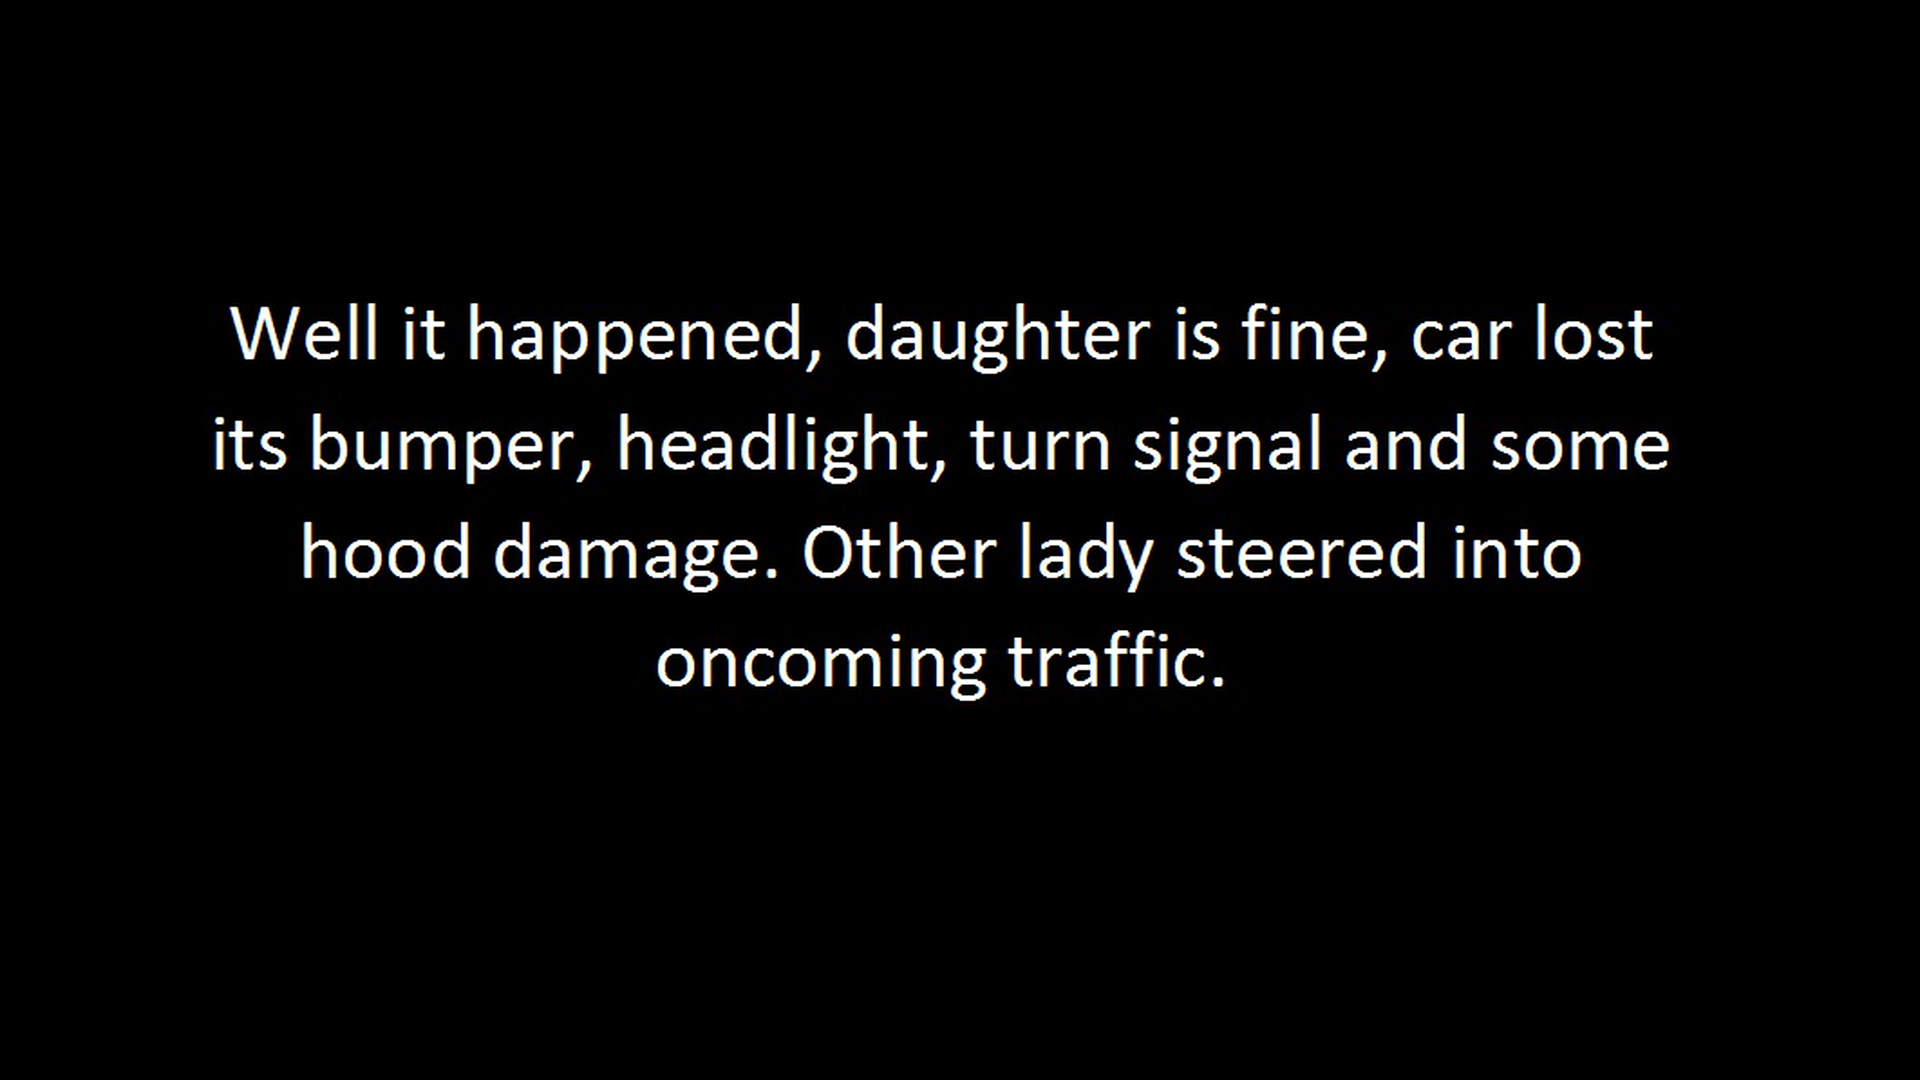 Well it happened, daughter is fine, car lost
its bumper, headlight, turn signal and some
hood damage. Other lady steered into
oncoming traffic.